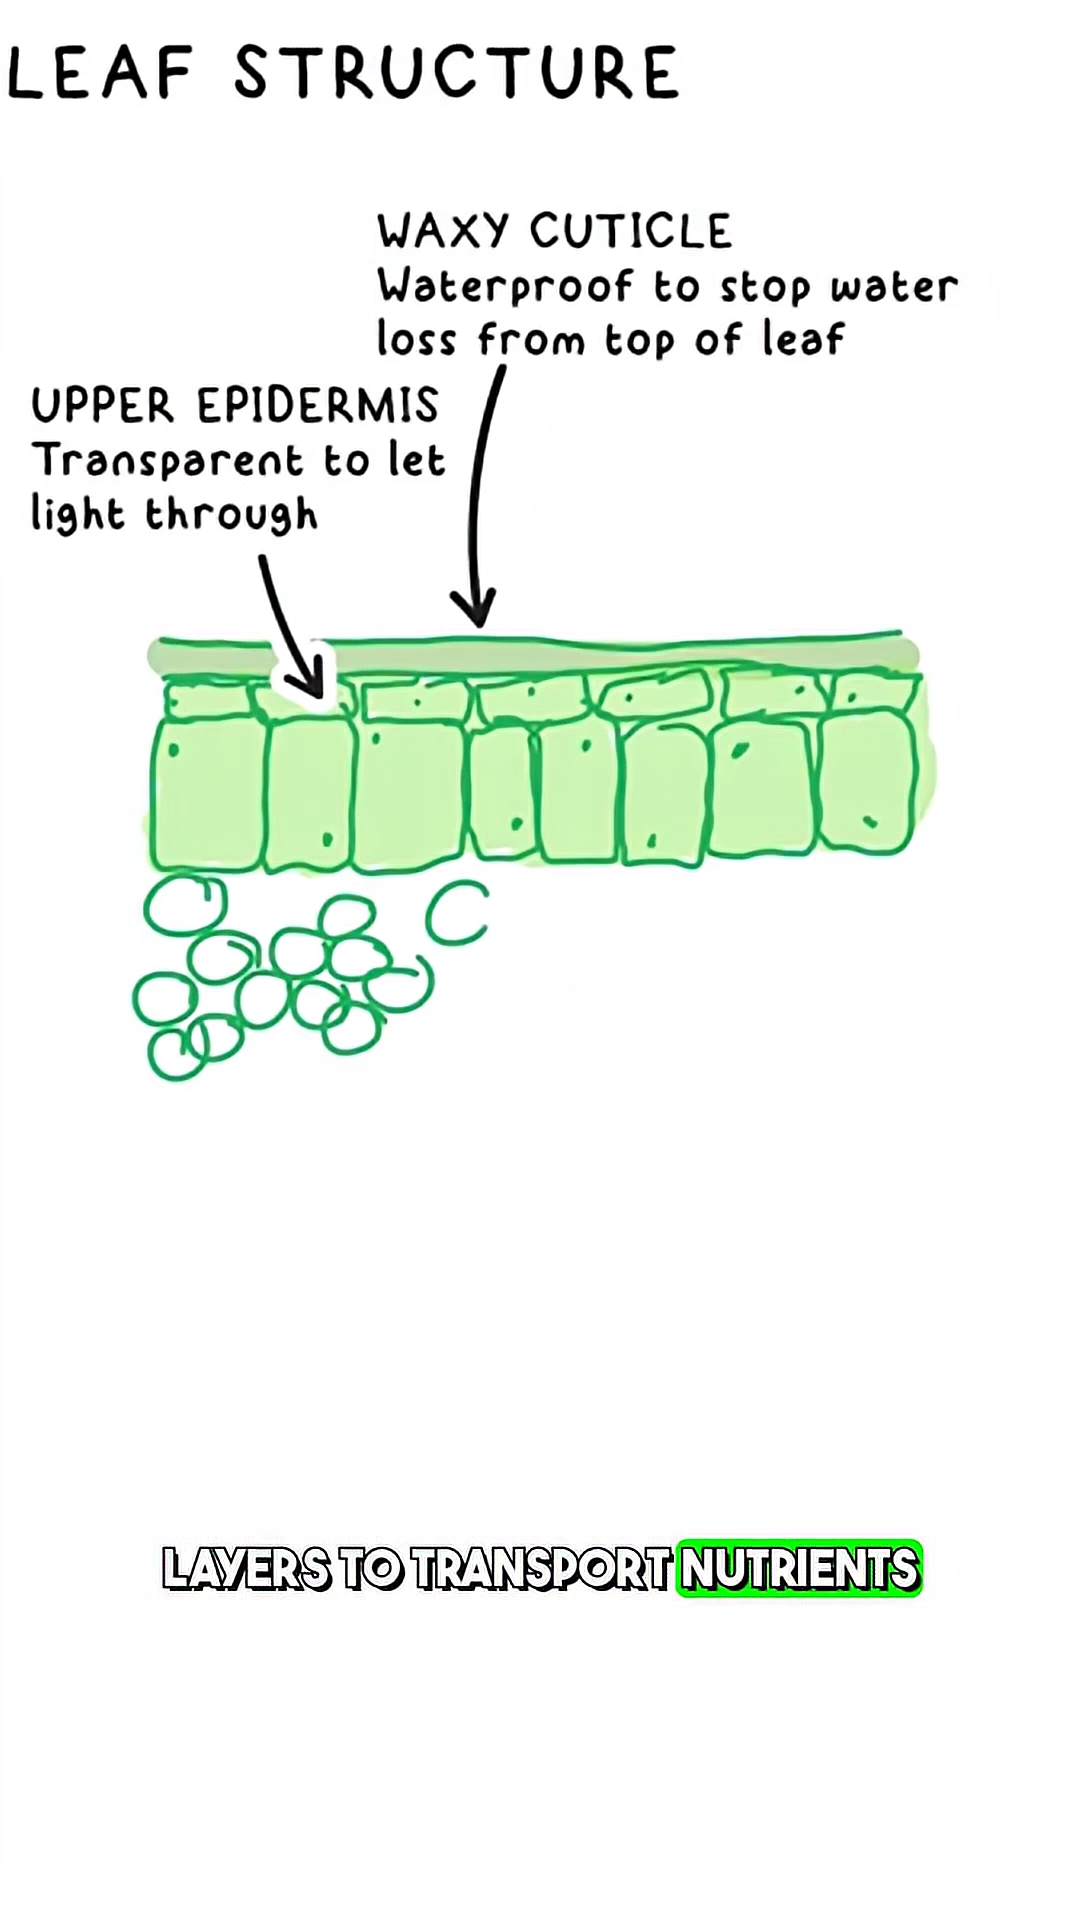 LEAF STRUCTURE
WAXY CUTICLE
Waterproof to stop water
loss from top of leaf
UPPER EPIDERMIS
Transparent to let
light through
LAYERS TO TRANSPORT NUTRIENTS